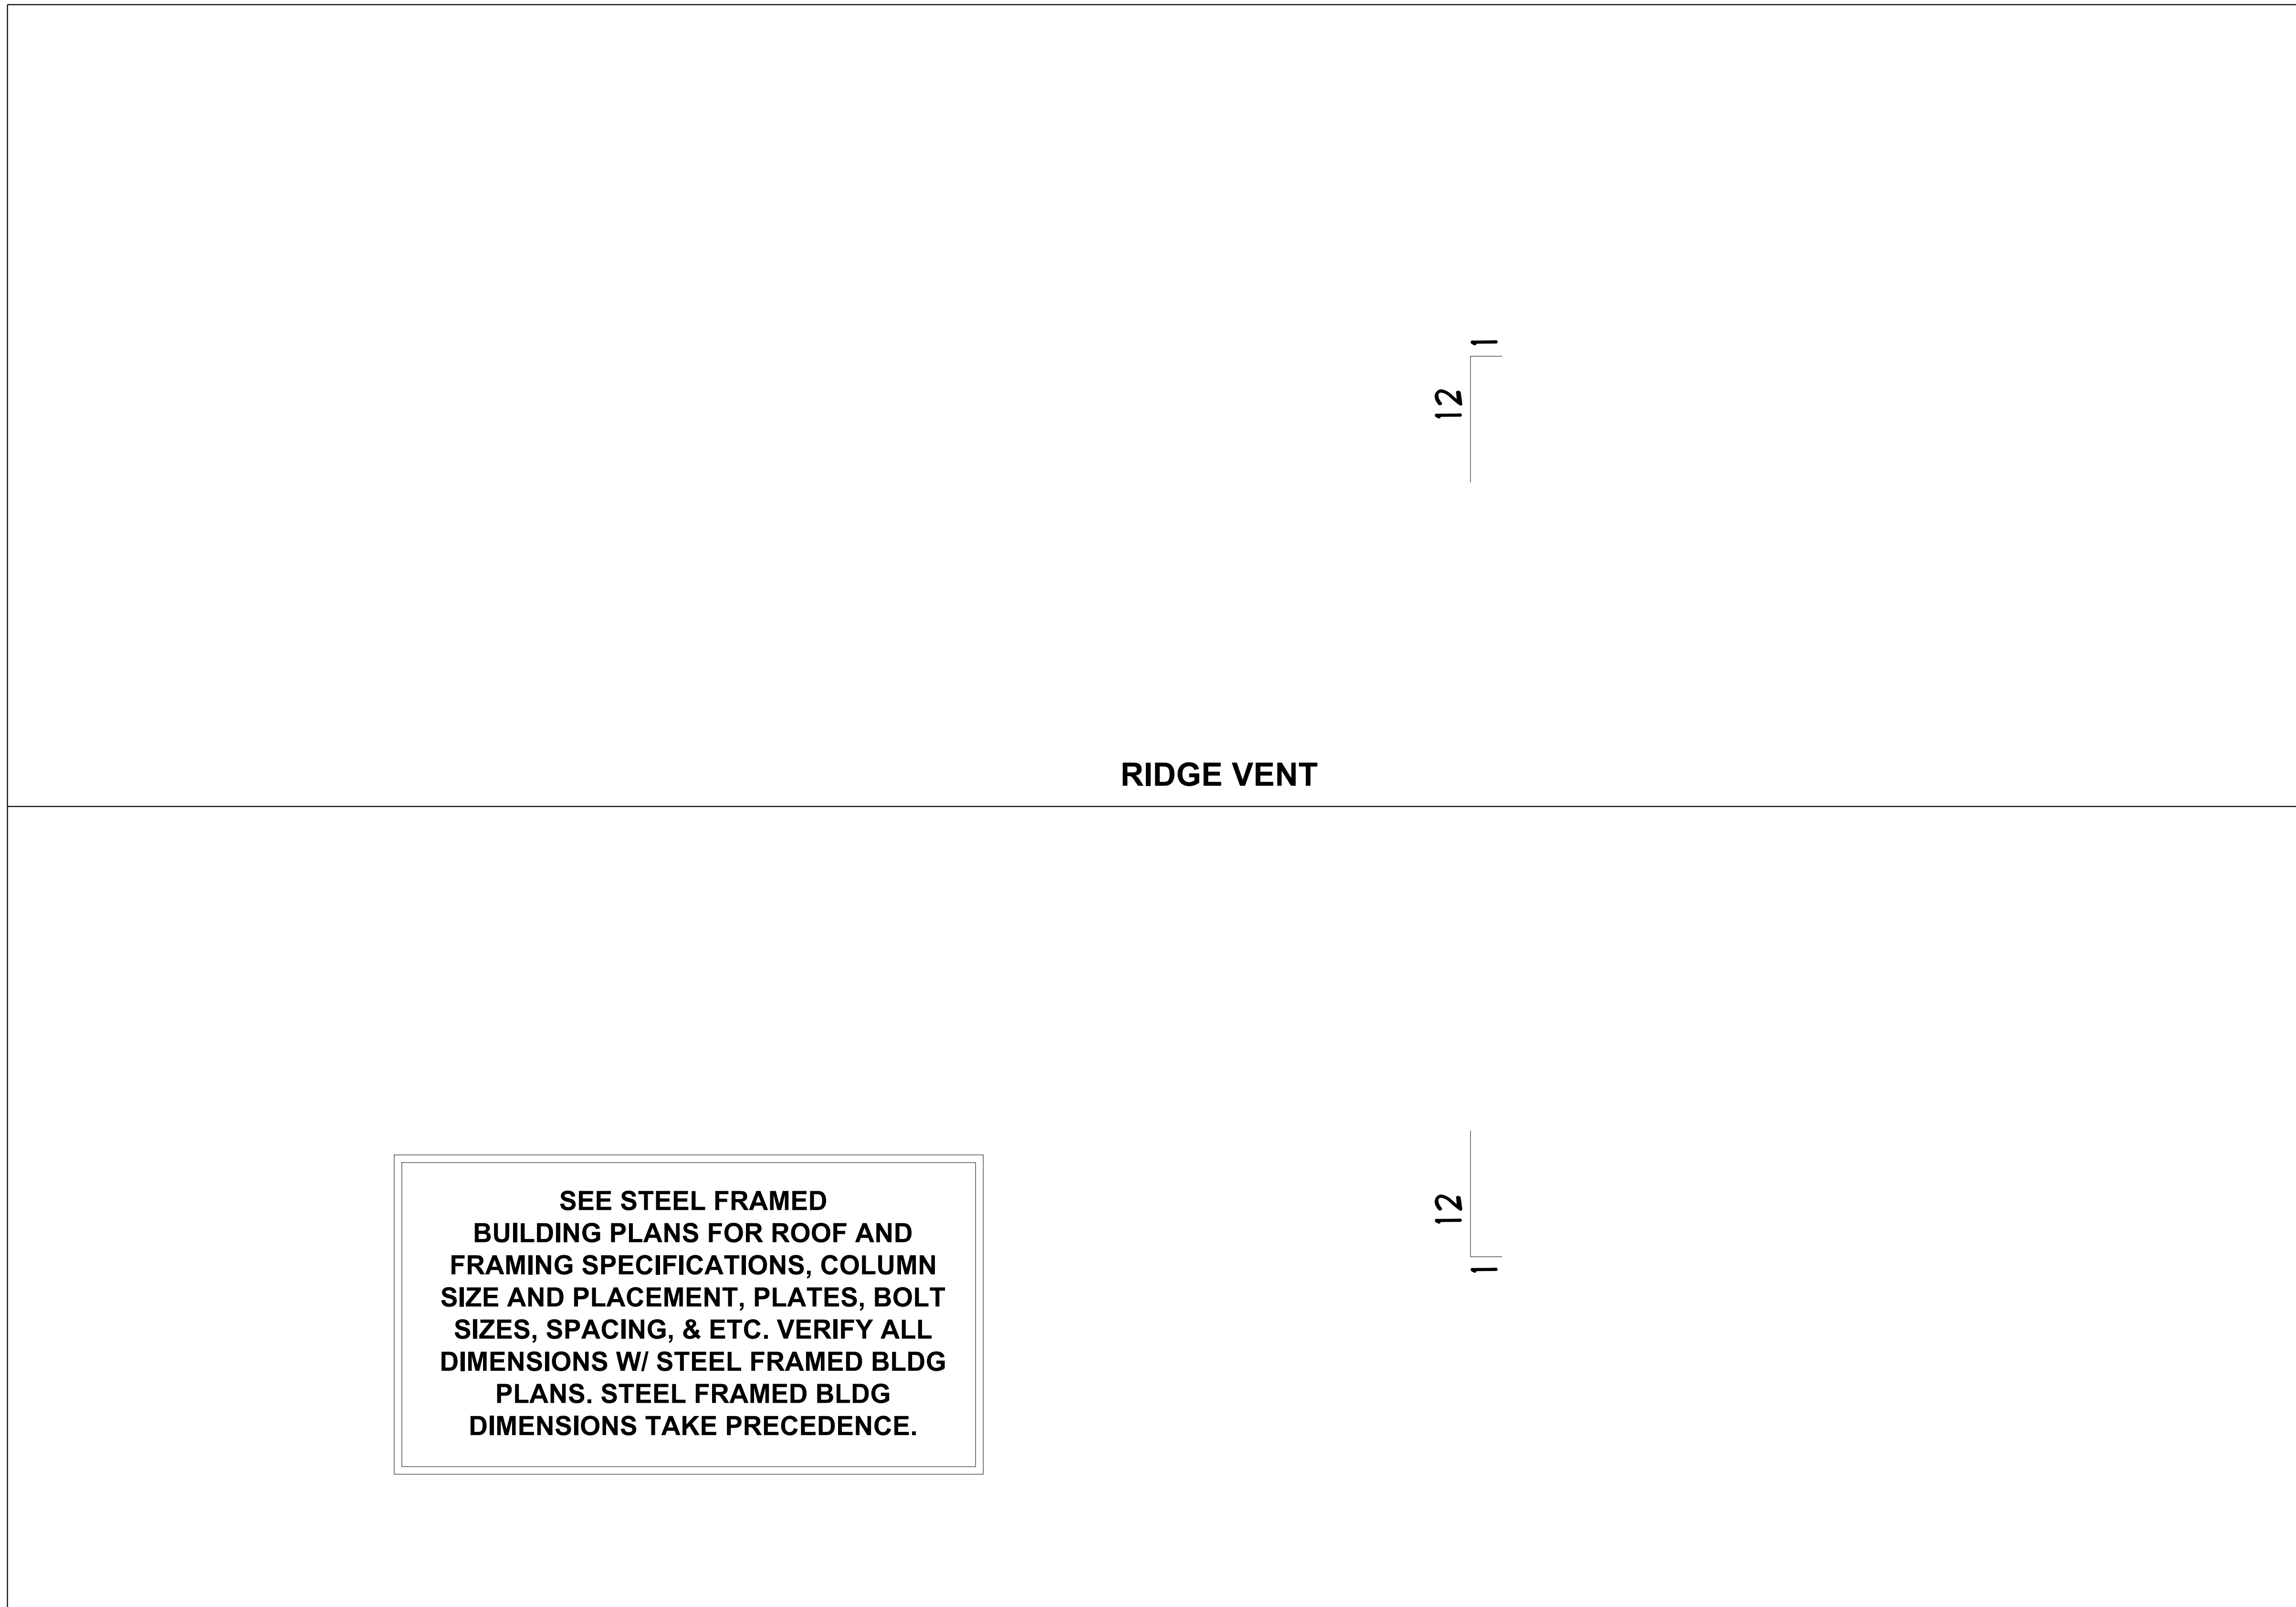 1
12
RIDGE VENT
SEE STEEL FRAMED
BUILDING PLANS FOR ROOF AND
FRAMING SPECIFICATIONS, COLUMN
SIZE AND PLACEMENT, PLATES, BOLT
SIZES, SPACING, & ETC. VERIFY ALL
DIMENSIONS W/ STEEL FRAMED BLDG
PLANS. STEEL FRAMED BLDG
DIMENSIONS TAKE PRECEDENCE.
12
1